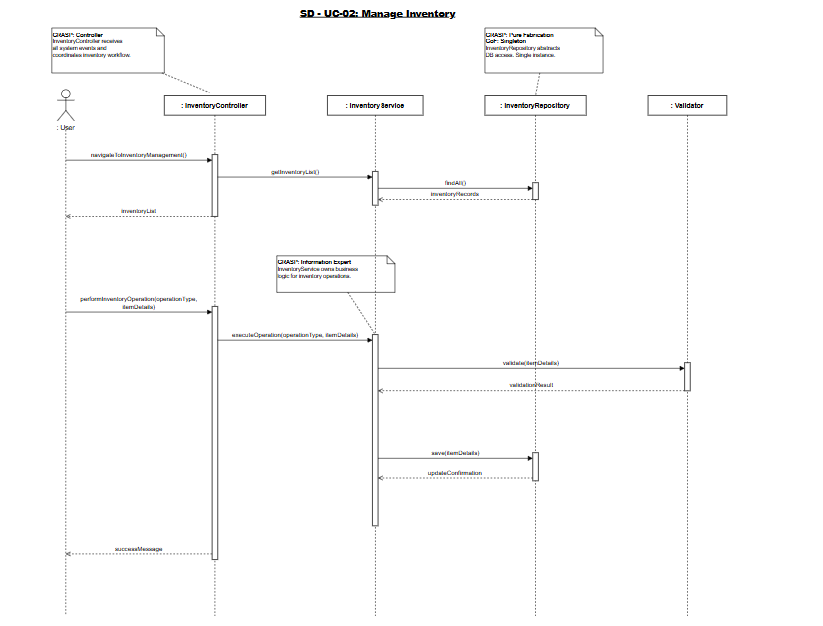 SD - UC-02: Manage Inventory
GRASP: Controller
InventoryController receives
all system events and
coordinates inventory workflow.
GRASP: Pure Fabrication
GoF: Singleton
InventoryRepository abstracts
DB access. Single instance.
: User
: InventoryController
: InventoryService
: InventoryRepository
: Validator
navigateToInventoryManagement()
getInventoryList()
findAll()
inventoryRecords
inventoryList
GRASP: Information Expert
InventoryService owns business
logic for inventory operations.
performInventoryOperation(operationType,
itemDetails)
executeOperation(operationType, itemDetails)
validate(itemDetails)
validationResult
save(itemDetails)
updateConfirmation
successMessage